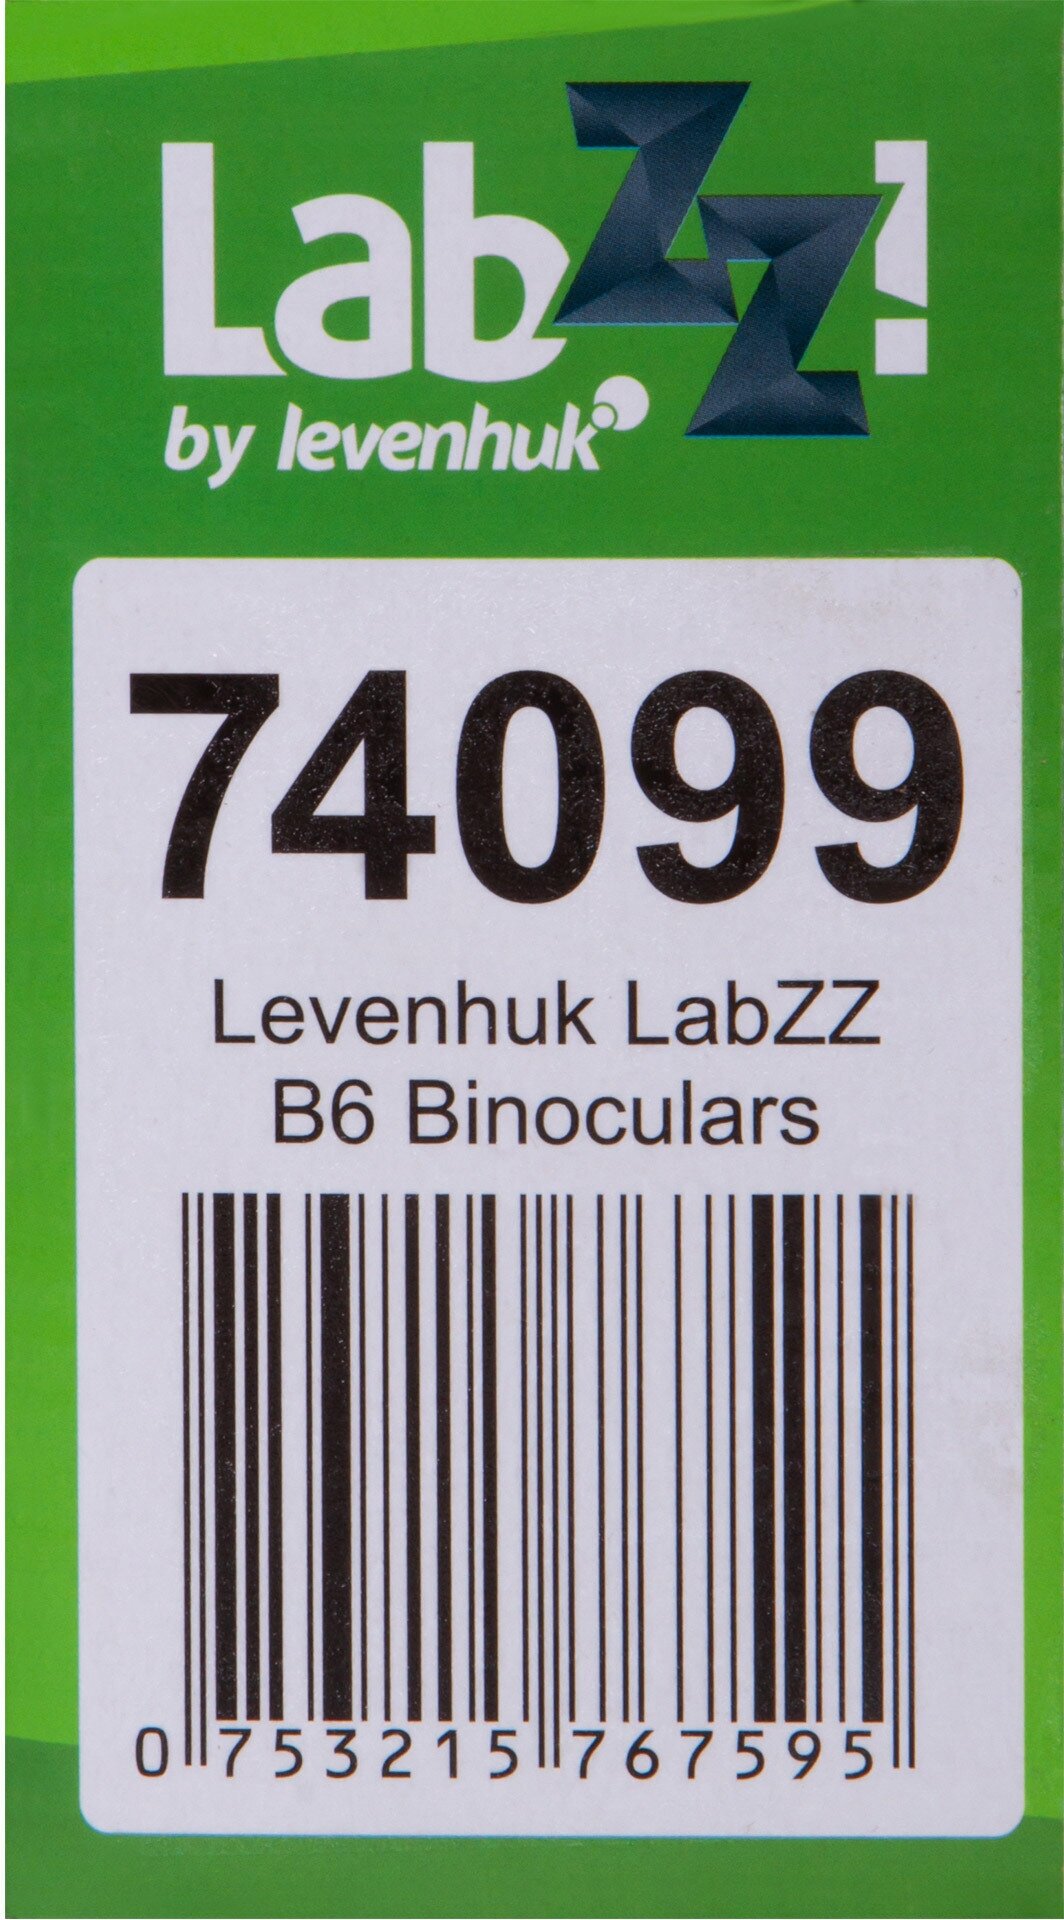 LabZZ!
by levenhuk
74099
Levenhuk LabZZ
B6 Binoculars
0 753215 767595